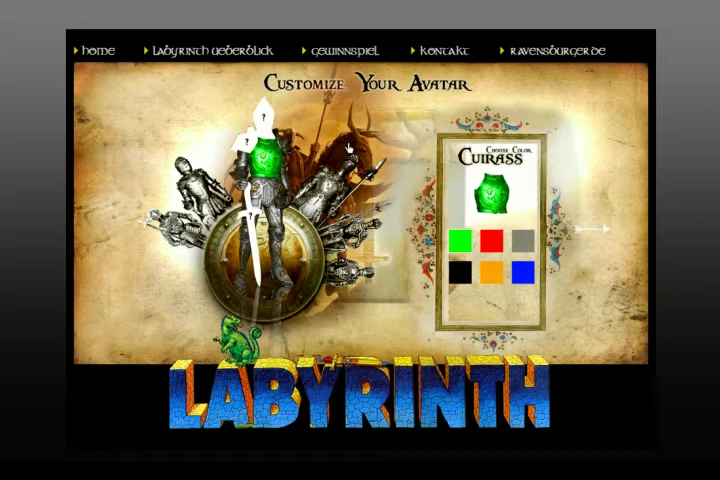 home
Labyrinth ueberblick
gewinnspiel
kontakt
ravensburger.de
Customize Your Avatar
Choose Color
Cuirass
?
?
?
LABYRINTH